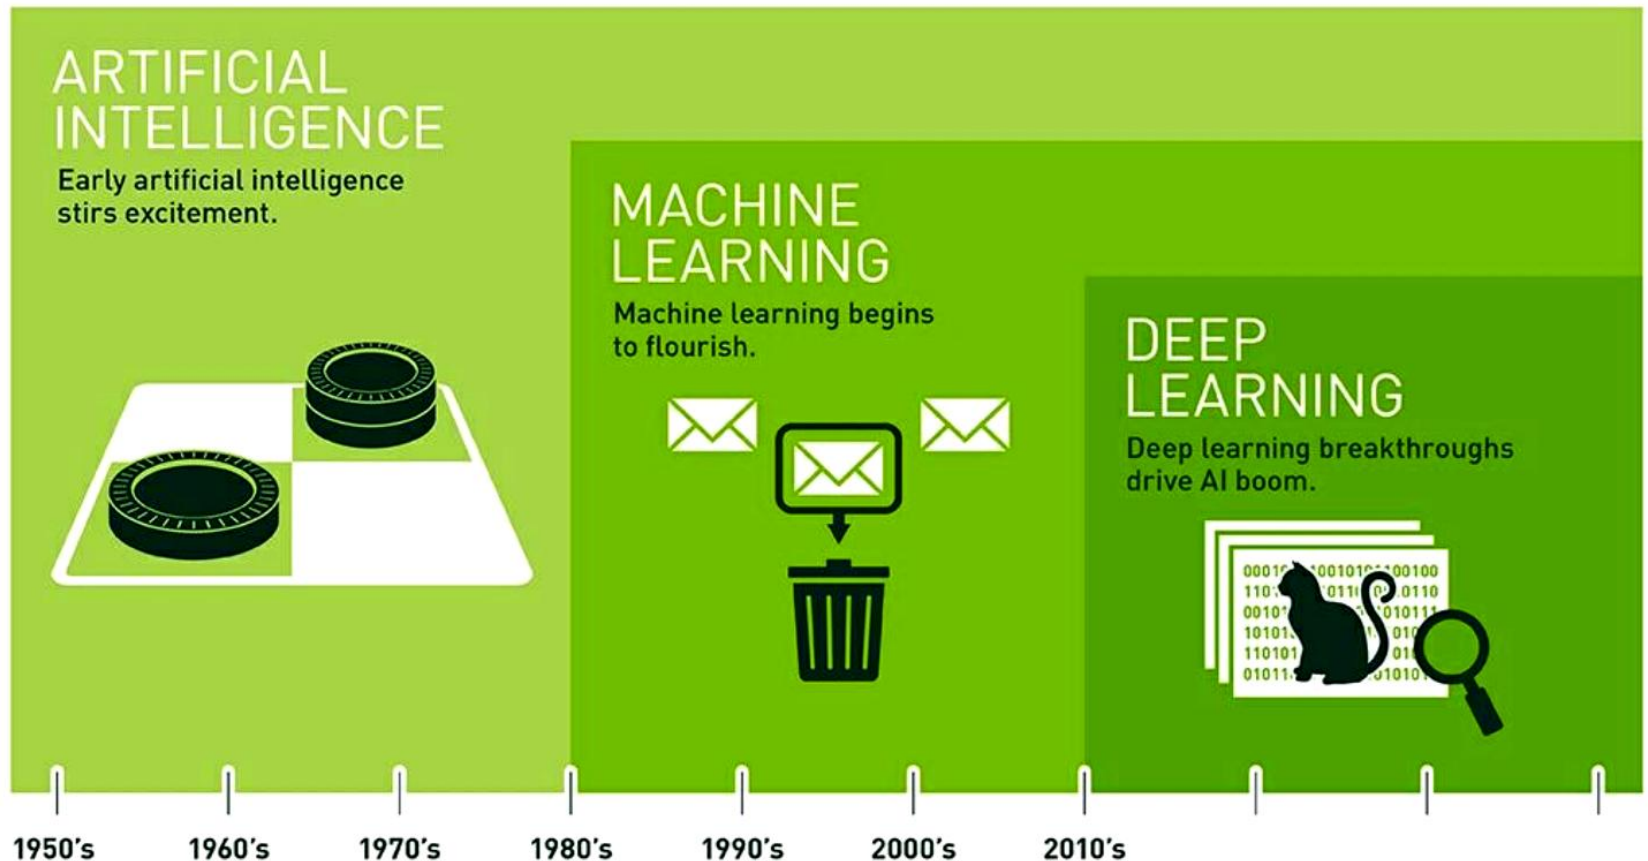 ARTIFICIAL
INTELLIGENCE
Early artificial intelligence
stirs excitement.
MACHINE
LEARNING
Machine learning begins
to flourish.
DEEP
LEARNING
Deep learning breakthroughs
drive AI boom.
1950's 1960's 1970's 1980's 1990's 2000's 2010's